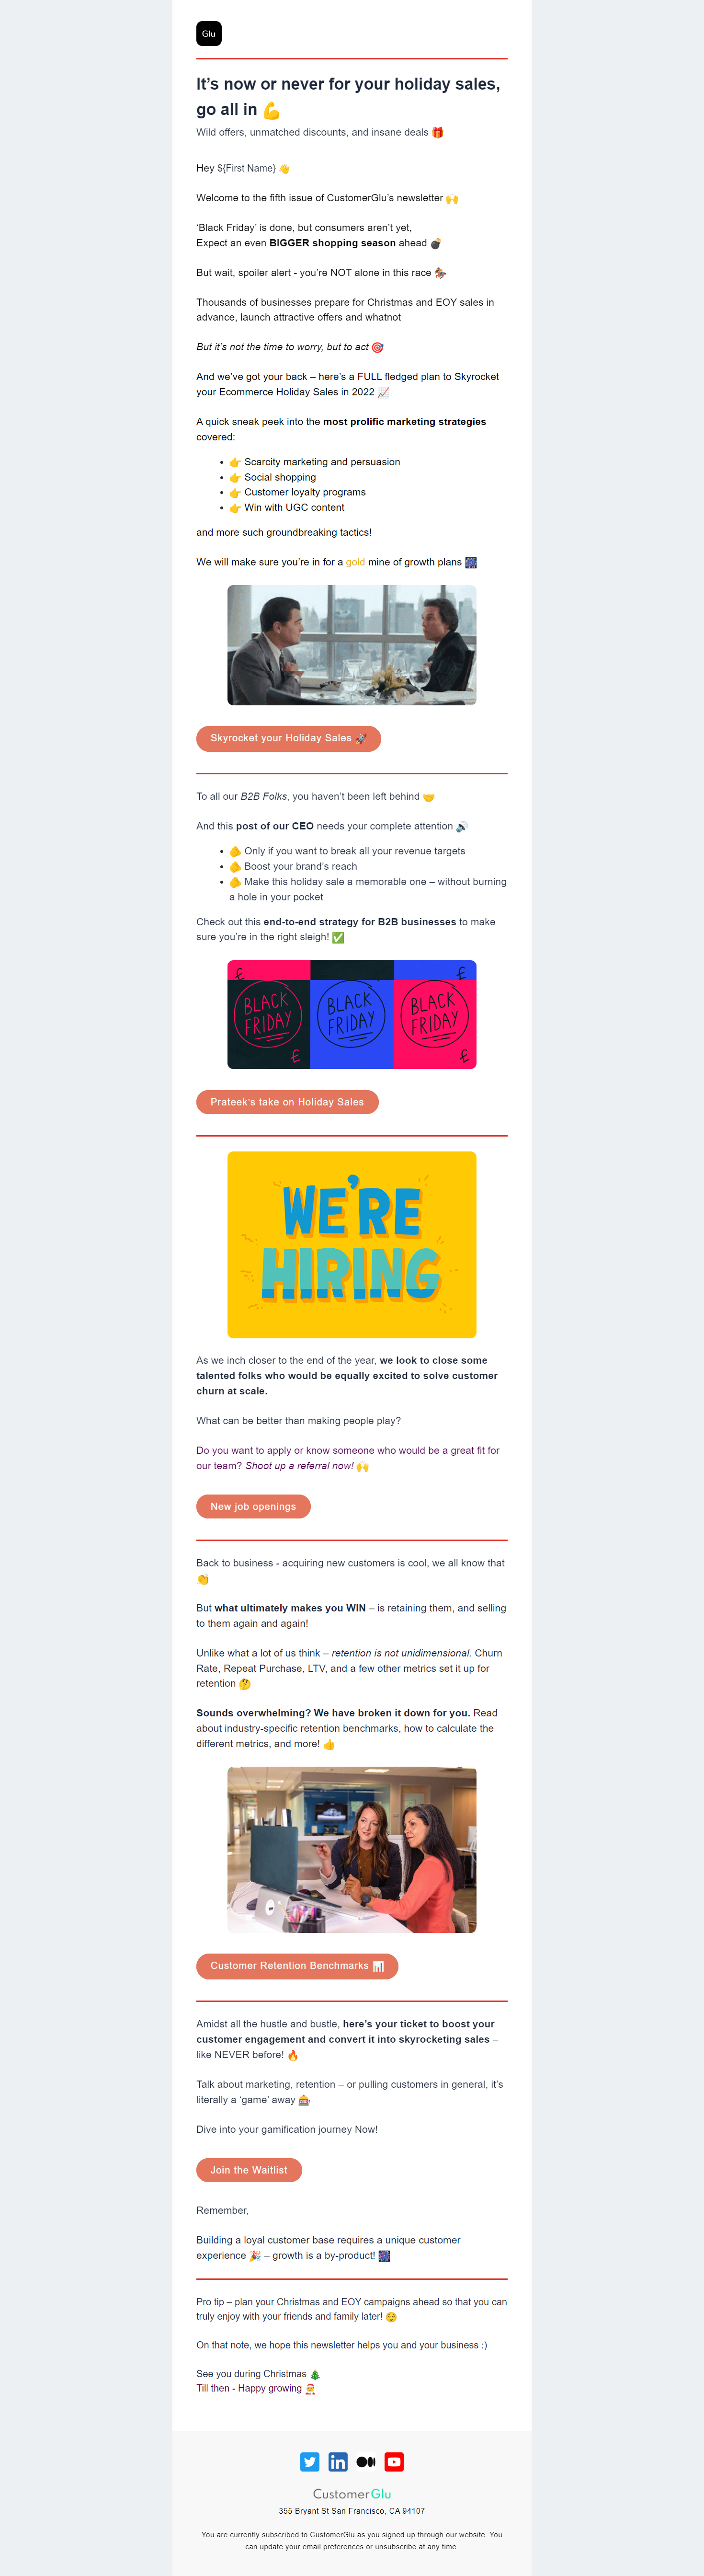 Glu
It’s now or never for your holiday sales,
go all in 💪
Wild offers, unmatched discounts, and insane deals 🎁
Hey ${First Name} 👋
Welcome to the fifth issue of CustomerGlu’s newsletter 🙌
‘Black Friday’ is done, but consumers aren’t yet,
Expect an even BIGGER shopping season ahead 💣
But wait, spoiler alert - you’re NOT alone in this race 🏇
Thousands of businesses prepare for Christmas and EOY sales in
advance, launch attractive offers and whatnot
But it’s not the time to worry, but to act 🎯
And we’ve got your back – here’s a FULL fledged plan to Skyrocket
your Ecommerce Holiday Sales in 2022 📈
A quick sneak peek into the most prolific marketing strategies
covered:
• 👉 Scarcity marketing and persuasion
• 👉 Social shopping
• 👉 Customer loyalty programs
• 👉 Win with UGC content
and more such groundbreaking tactics!
We will make sure you’re in for a gold mine of growth plans 🎆
Skyrocket your Holiday Sales 🚀
To all our B2B Folks, you haven’t been left behind 🤝
And this post of our CEO needs your complete attention 🔊
• 🫵 Only if you want to break all your revenue targets
• 🫵 Boost your brand’s reach
• 🫵 Make this holiday sale a memorable one – without burning
a hole in your pocket
Check out this end-to-end strategy for B2B businesses to make
sure you’re in the right sleigh! ✅
£ £
BLACK BLACK BLACK
FRIDAY FRIDAY FRIDAY
£ £
Prateek's take on Holiday Sales
WE'RE
HIRING
As we inch closer to the end of the year, we look to close some
talented folks who would be equally excited to solve customer
churn at scale.
What can be better than making people play?
Do you want to apply or know someone who would be a great fit for
our team? Shoot up a referral now! 🙌
New job openings
Back to business - acquiring new customers is cool, we all know that
👏
But what ultimately makes you WIN – is retaining them, and selling
to them again and again!
Unlike what a lot of us think – retention is not unidimensional. Churn
Rate, Repeat Purchase, LTV, and a few other metrics set it up for
retention 🤔
Sounds overwhelming? We have broken it down for you. Read
about industry-specific retention benchmarks, how to calculate the
different metrics, and more! 👍
Customer Retention Benchmarks 📊
Amidst all the hustle and bustle, here’s your ticket to boost your
customer engagement and convert it into skyrocketing sales –
like NEVER before! 🔥
Talk about marketing, retention – or pulling customers in general, it’s
literally a ‘game’ away 🎰
Dive into your gamification journey Now!
Join the Waitlist
Remember,
Building a loyal customer base requires a unique customer
experience 🎉 – growth is a by-product! 🎆
Pro tip – plan your Christmas and EOY campaigns ahead so that you can
truly enjoy with your friends and family later! 😌
On that note, we hope this newsletter helps you and your business :)
See you during Christmas 🎄
Till then - Happy growing 🎅
in
CustomerGlu
355 Bryant St San Francisco, CA 94107
You are currently subscribed to CustomerGlu as you signed up through our website. You
can update your email preferences or unsubscribe at any time.